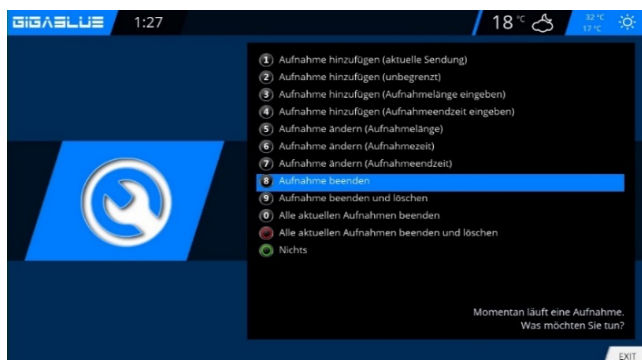 GIGABLUE 1:27 18 °C 32 °C
17 °C
1 Aufnahme hinzufügen (aktuelle Sendung)
2 Aufnahme hinzufügen (unbegrenzt)
3 Aufnahme hinzufügen (Aufnahmelänge eingeben)
4 Aufnahme hinzufügen (Aufnahmeendzeit eingeben)
5 Aufnahme ändern (Aufnahmelänge)
6 Aufnahme ändern (Aufnahmezeit)
7 Aufnahme ändern (Aufnahmeendzeit)
8 Aufnahme beenden
9 Aufnahme beenden und löschen
0 Alle aktuellen Aufnahmen beenden
Alle aktuellen Aufnahmen beenden und löschen
Nichts
Momentan läuft eine Aufnahme.
Was möchten Sie tun?
EXIT